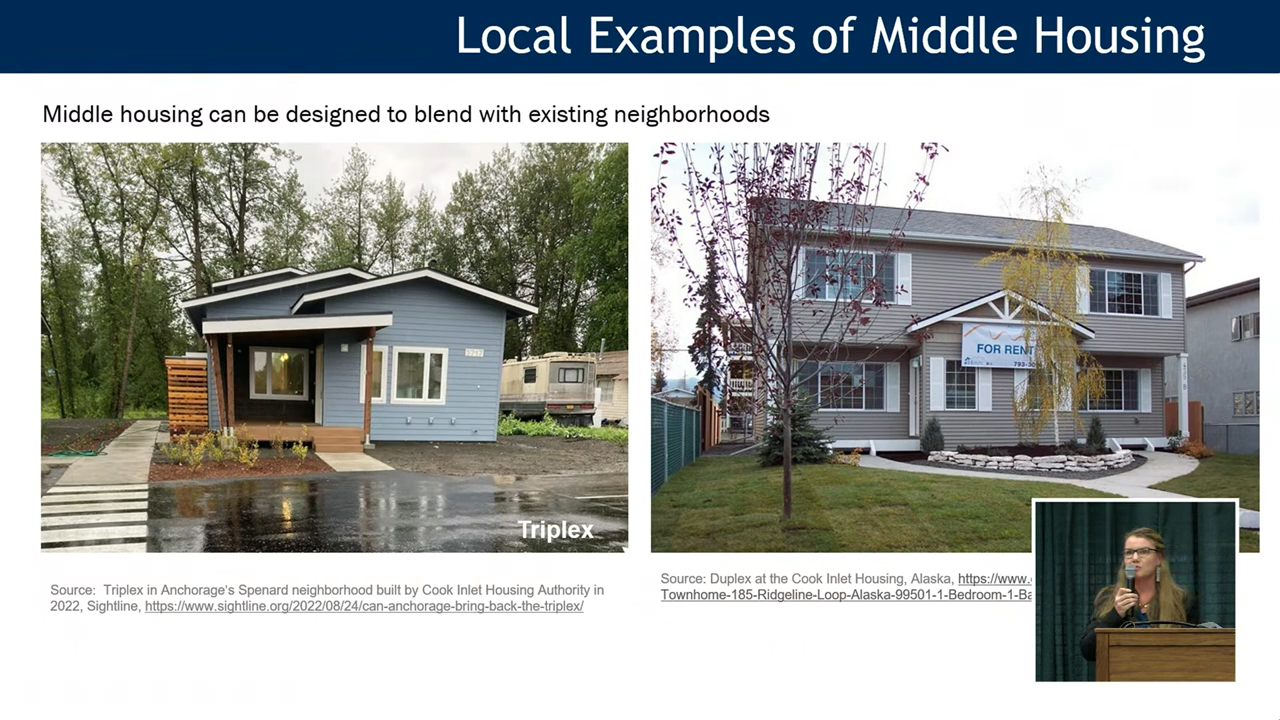 Local Examples of Middle Housing
Middle housing can be designed to blend with existing neighborhoods
FOR RENT
Triplex
Source: Triplex in Anchorage's Spenard neighborhood built by Cook Inlet Housing Authority in
2022, Sightline, https://www.sightline.org/2022/08/24/can-anchorage-bring-back-the-triplex/
Source: Duplex at the Cook Inlet Housing, Alaska, https://www.
Townhome-185-Ridgeline-Loop-Alaska-99501-1-Bedroom-1-Ba